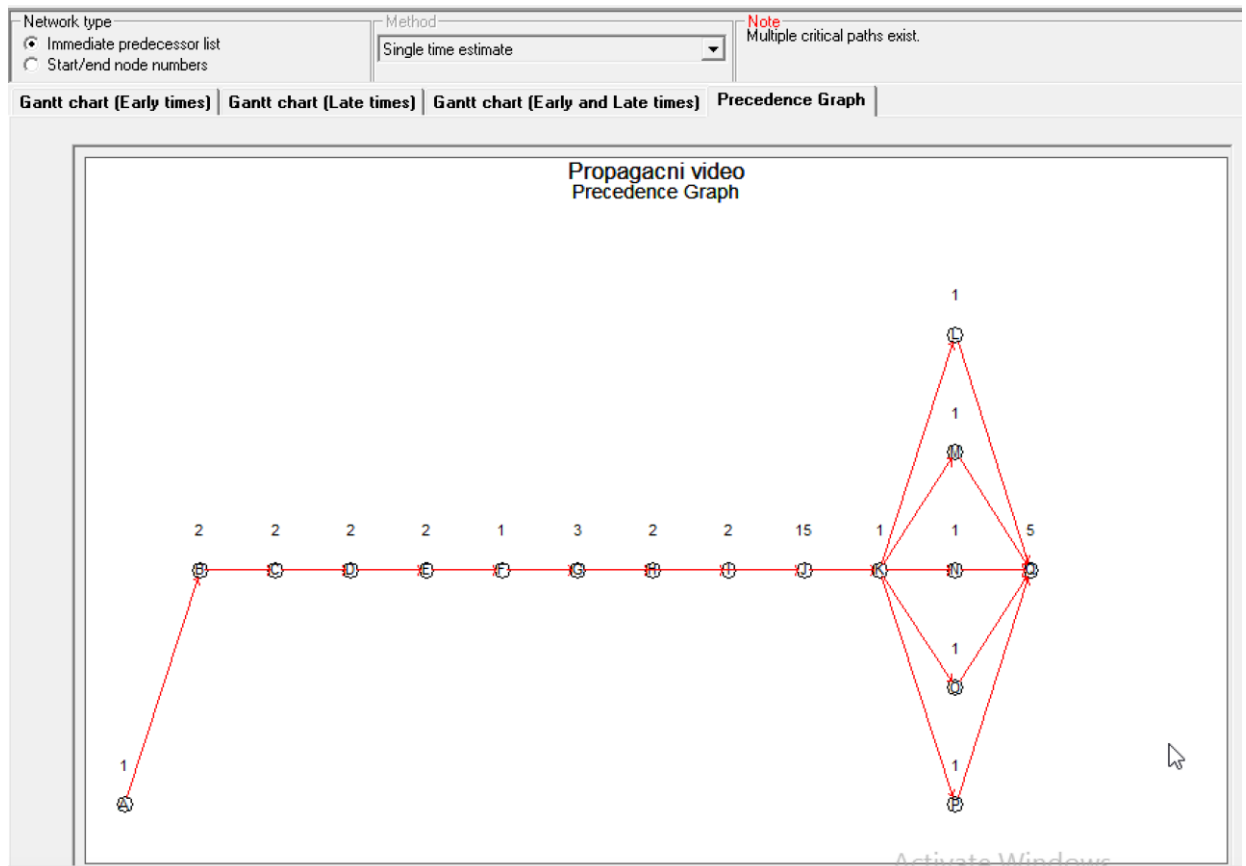 Network type
Immediate predecessor list
Start/end node numbers
Method
Single time estimate
Note
Multiple critical paths exist.
Gantt chart (Early times)
Gantt chart (Late times)
Gantt chart (Early and Late times)
Precedence Graph
Propagacni video
Precedence Graph
1
L
1
M
2 2 2 2 1 3 2 2 15 1 1 5
B C D E F G H I J K N Q
1
O
1 1
A P
Activate Windows